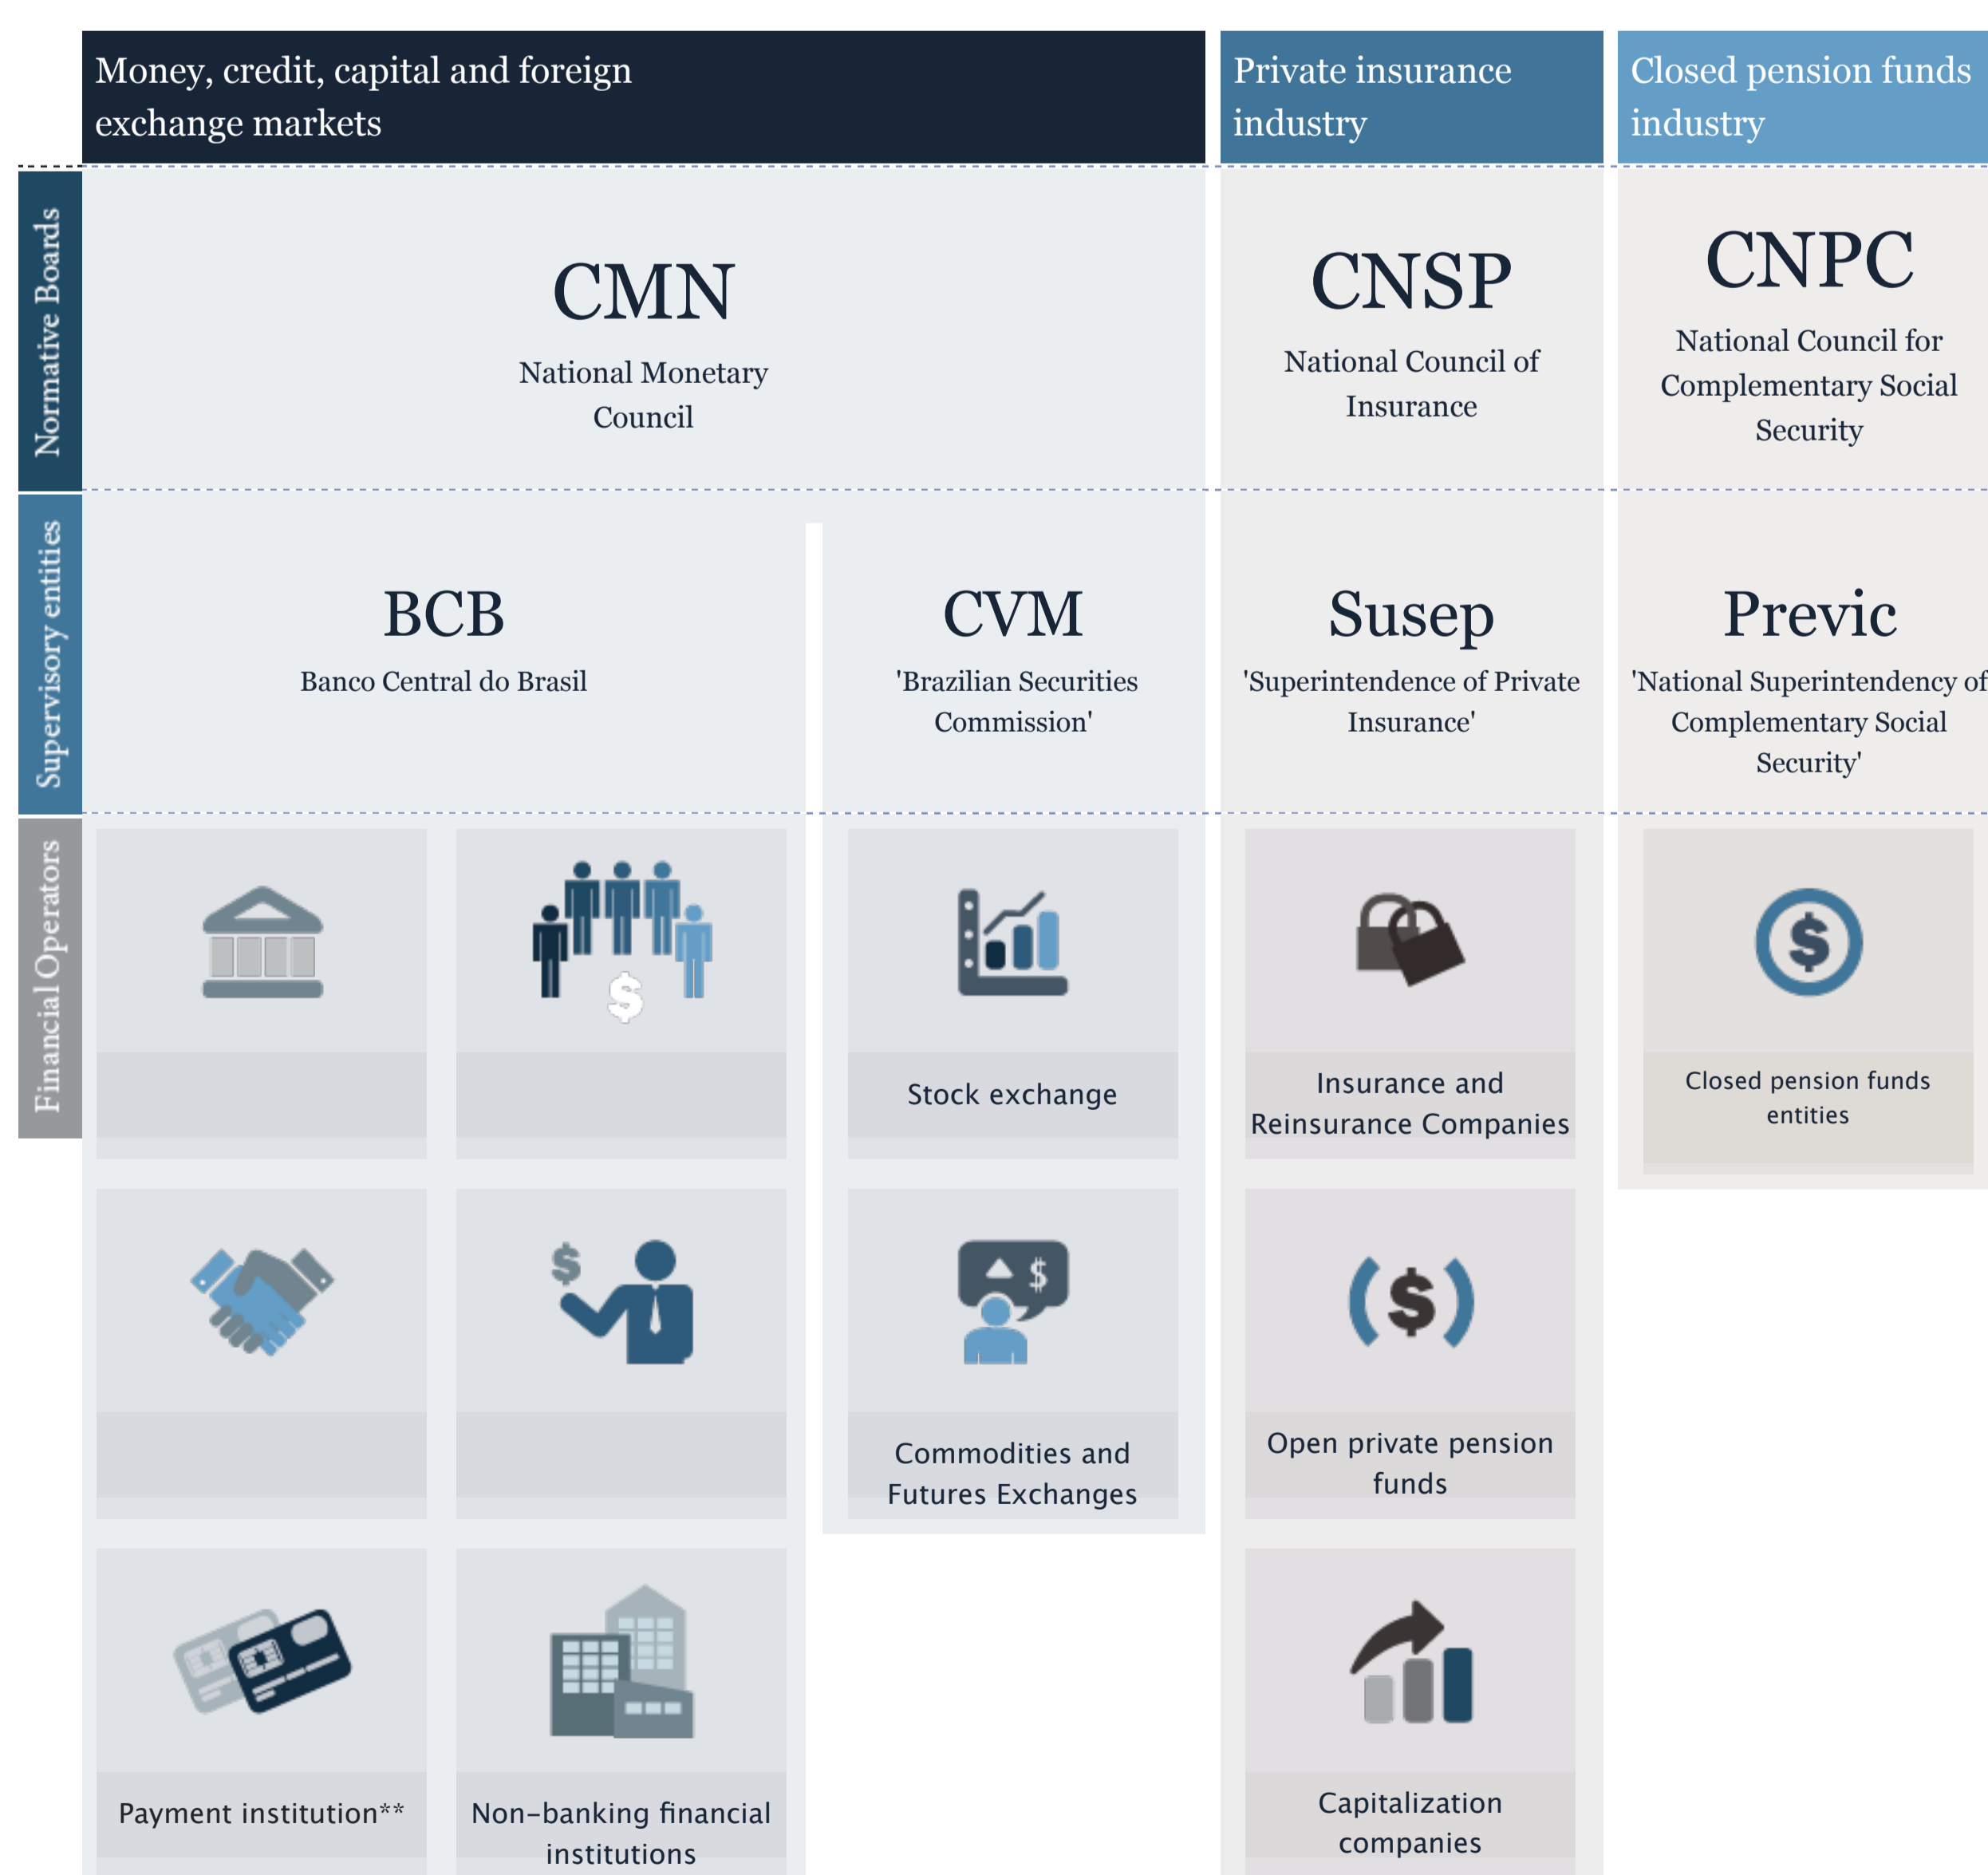 Money, credit, capital and foreign
exchange markets
Private insurance
industry
Closed pension funds
industry
Normative Boards
CMN
National Monetary
Council
CNSP
National Council of
Insurance
CNPC
National Council for
Complementary Social
Security
Supervisory entities
BCB
Banco Central do Brasil
CVM
'Brazilian Securities
Commission'
Susep
'Superintendence of Private
Insurance'
Previc
'National Superintendency of
Complementary Social
Security'
Financial Operators
$
$
Stock exchange
Insurance and
Reinsurance Companies
Closed pension funds
entities
$
$
$
Commodities and
Futures Exchanges
Open private pension
funds
Payment institution**
Non-banking financial
institutions
Capitalization
companies